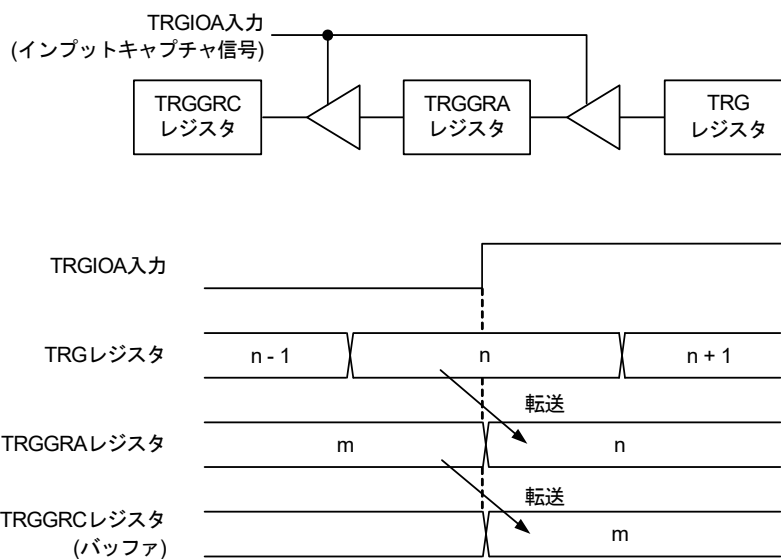 TRGIOA入力
(インプットキャプチャ信号)
TRGGRC
レジスタ
TRGGRA
レジスタ
TRG
レジスタ
TRGIOA入力
TRGレジスタ
n - 1
n
n + 1
転送
TRGGRAレジスタ
m
n
転送
TRGGRCレジスタ
(バッファ)
m